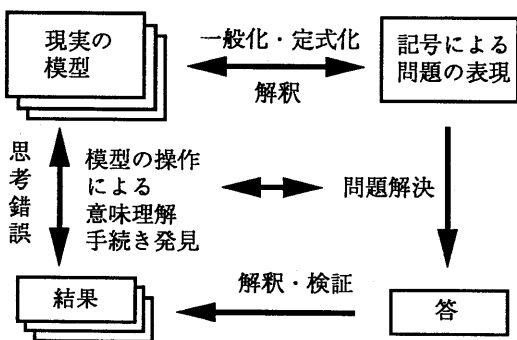 現実の
模型
一般化・定式化
解釈
記号による
問題の表現
思考錯誤
模型の操作
による
意味理解
手続き発見
問題解決
結果
解釈・検証
答